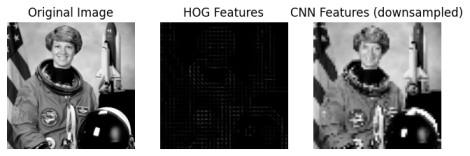 Original Image
HOG Features
CNN Features (downsampled)